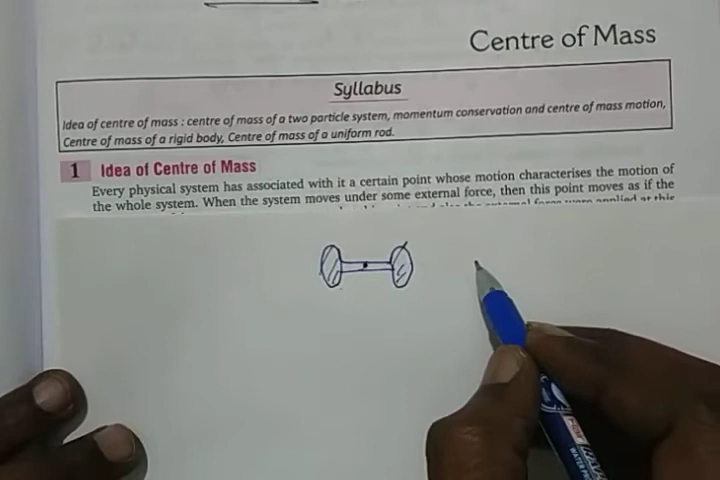 Centre of Mass
Syllabus
Idea of centre of mass : centre of mass of a two particle system, momentum conservation and centre of mass motion,
Centre of mass of a rigid body, Centre of mass of a uniform rod.
1 Idea of Centre of Mass
Every physical system has associated with it a certain point whose motion characterises the motion of
the whole system. When the system moves under some external force, then this point moves as if the